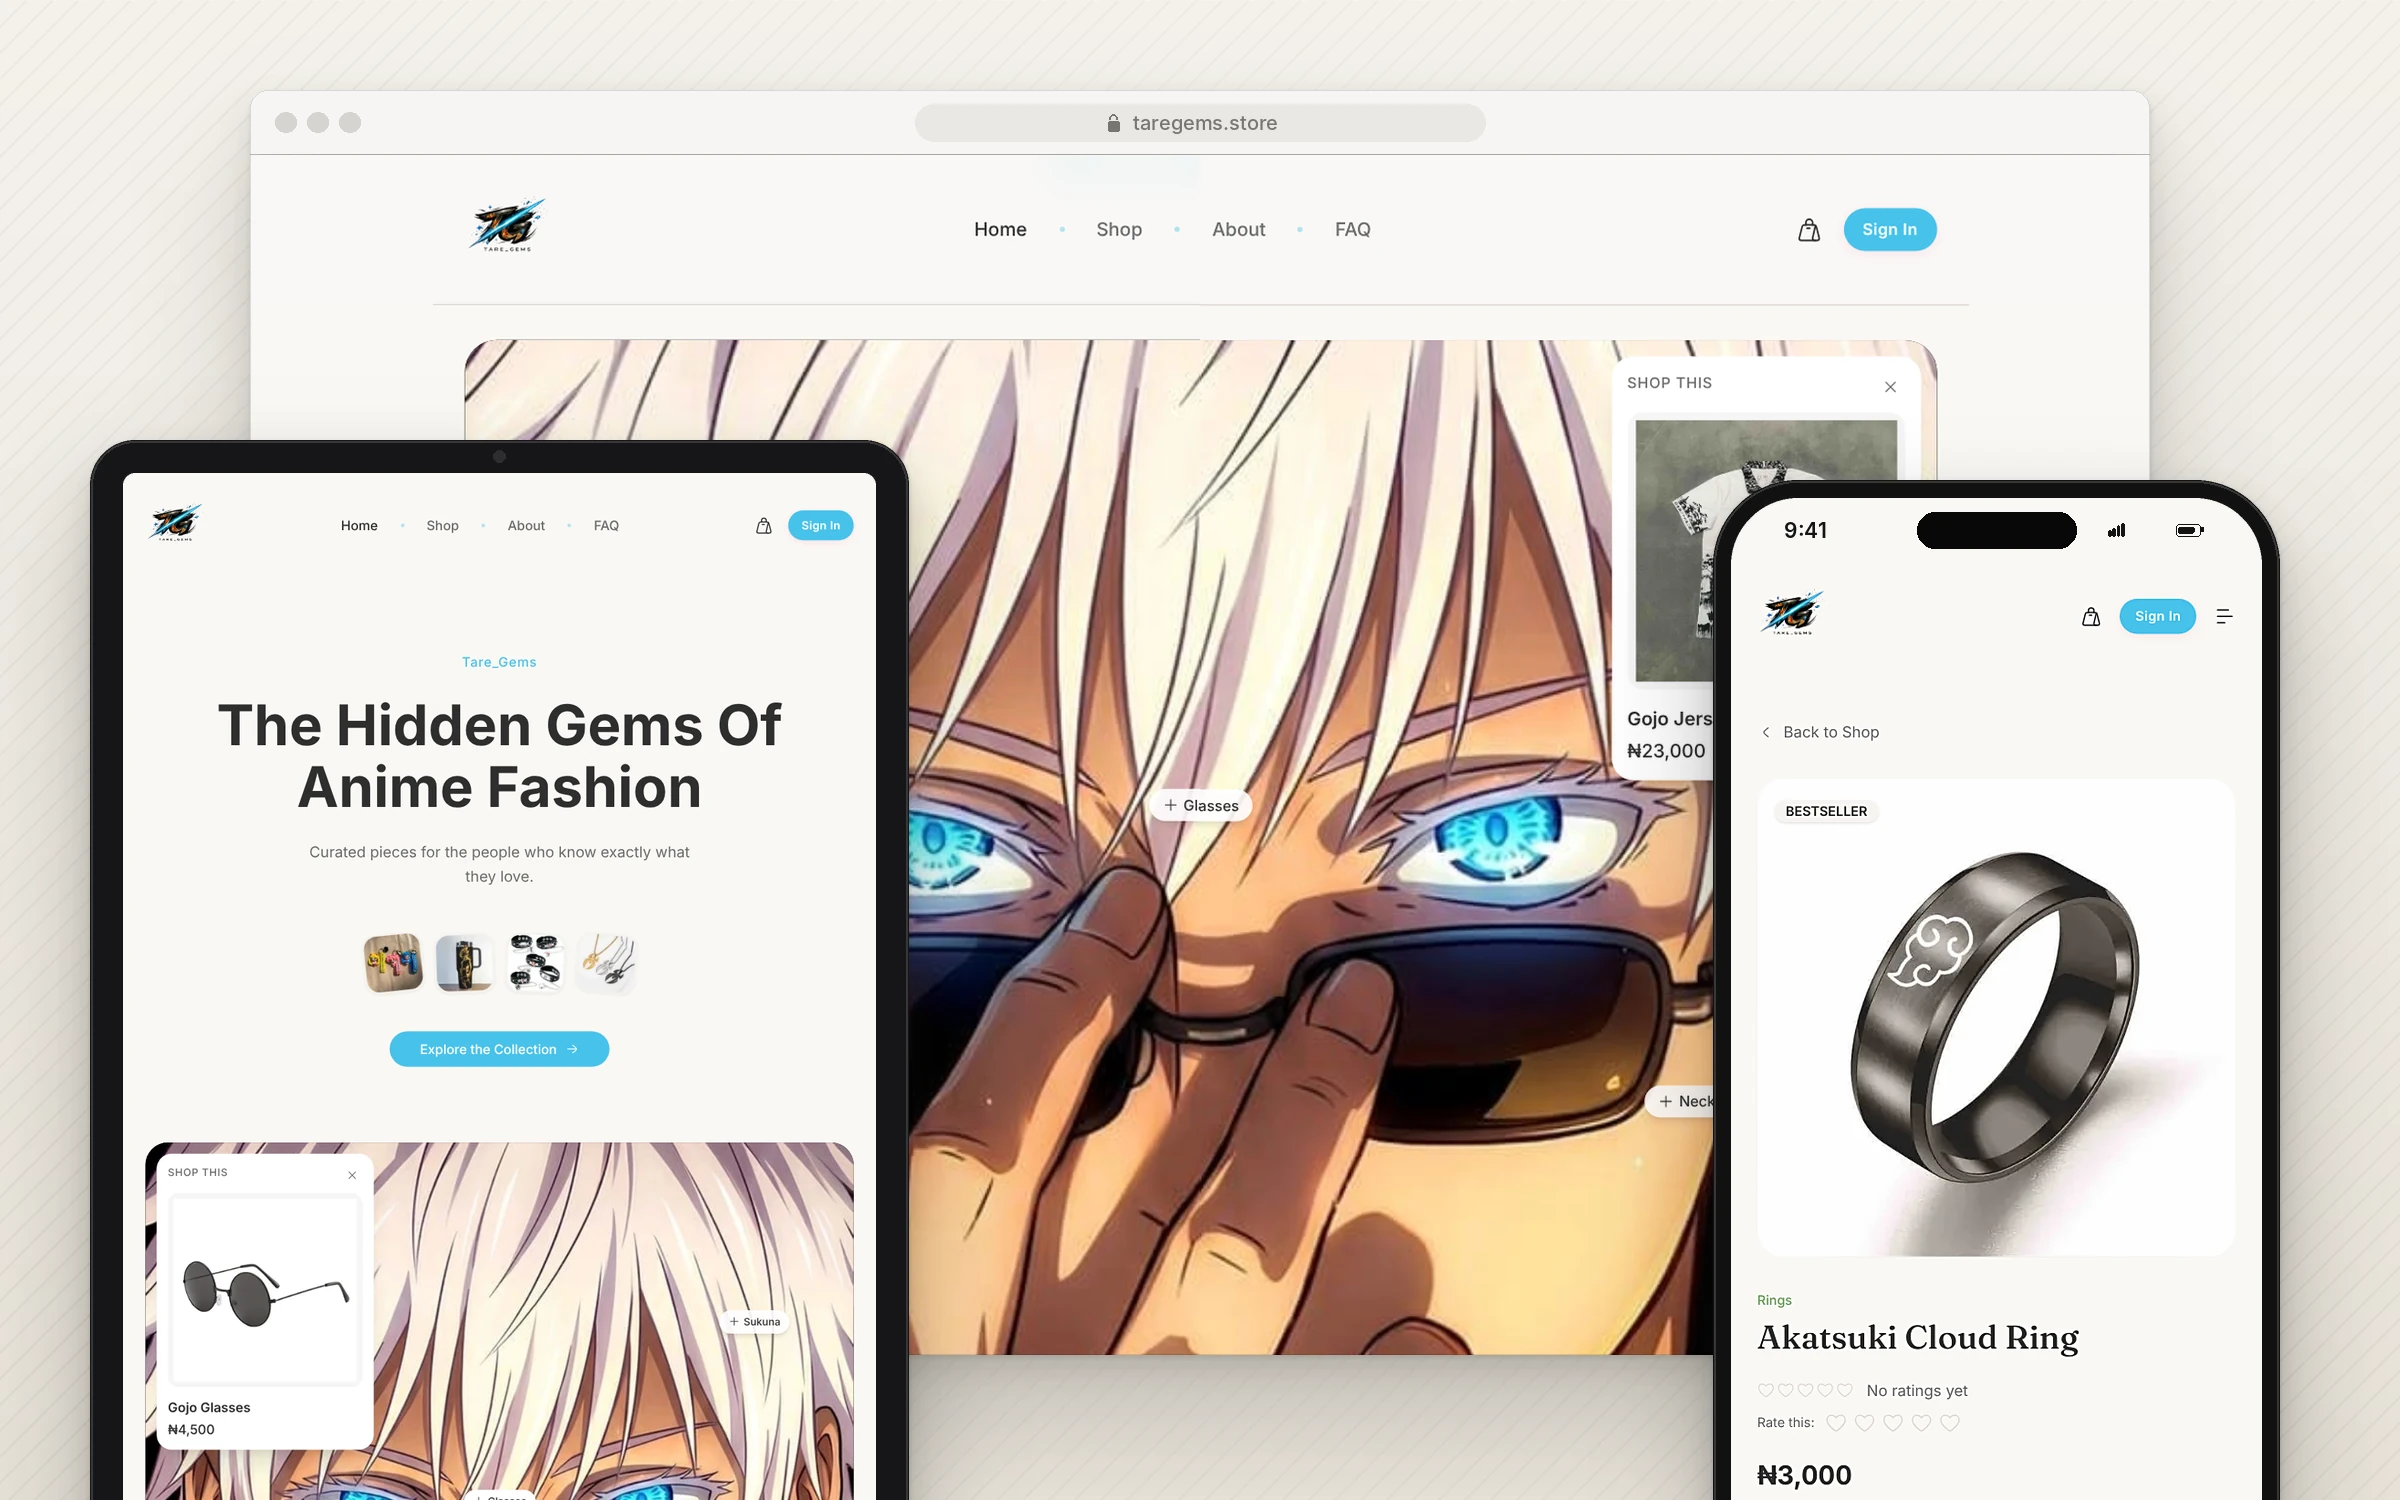 taregems.store
TARE_GEMS
Home
Shop
About
FAQ
Sign In
SHOP THIS
Gojo Jers
₦23,000
+ Glasses
+ Neck
TARE_GEMS
Home
Shop
About
FAQ
Sign In
Tare_Gems
The Hidden Gems Of
Anime Fashion
Curated pieces for the people who know exactly what
they love.
Explore the Collection →
SHOP THIS
Gojo Glasses
₦4,500
+ Sukuna
9:41
TARE_GEMS
Sign In
Back to Shop
BESTSELLER
Rings
Akatsuki Cloud Ring
No ratings yet
Rate this:
₦3,000